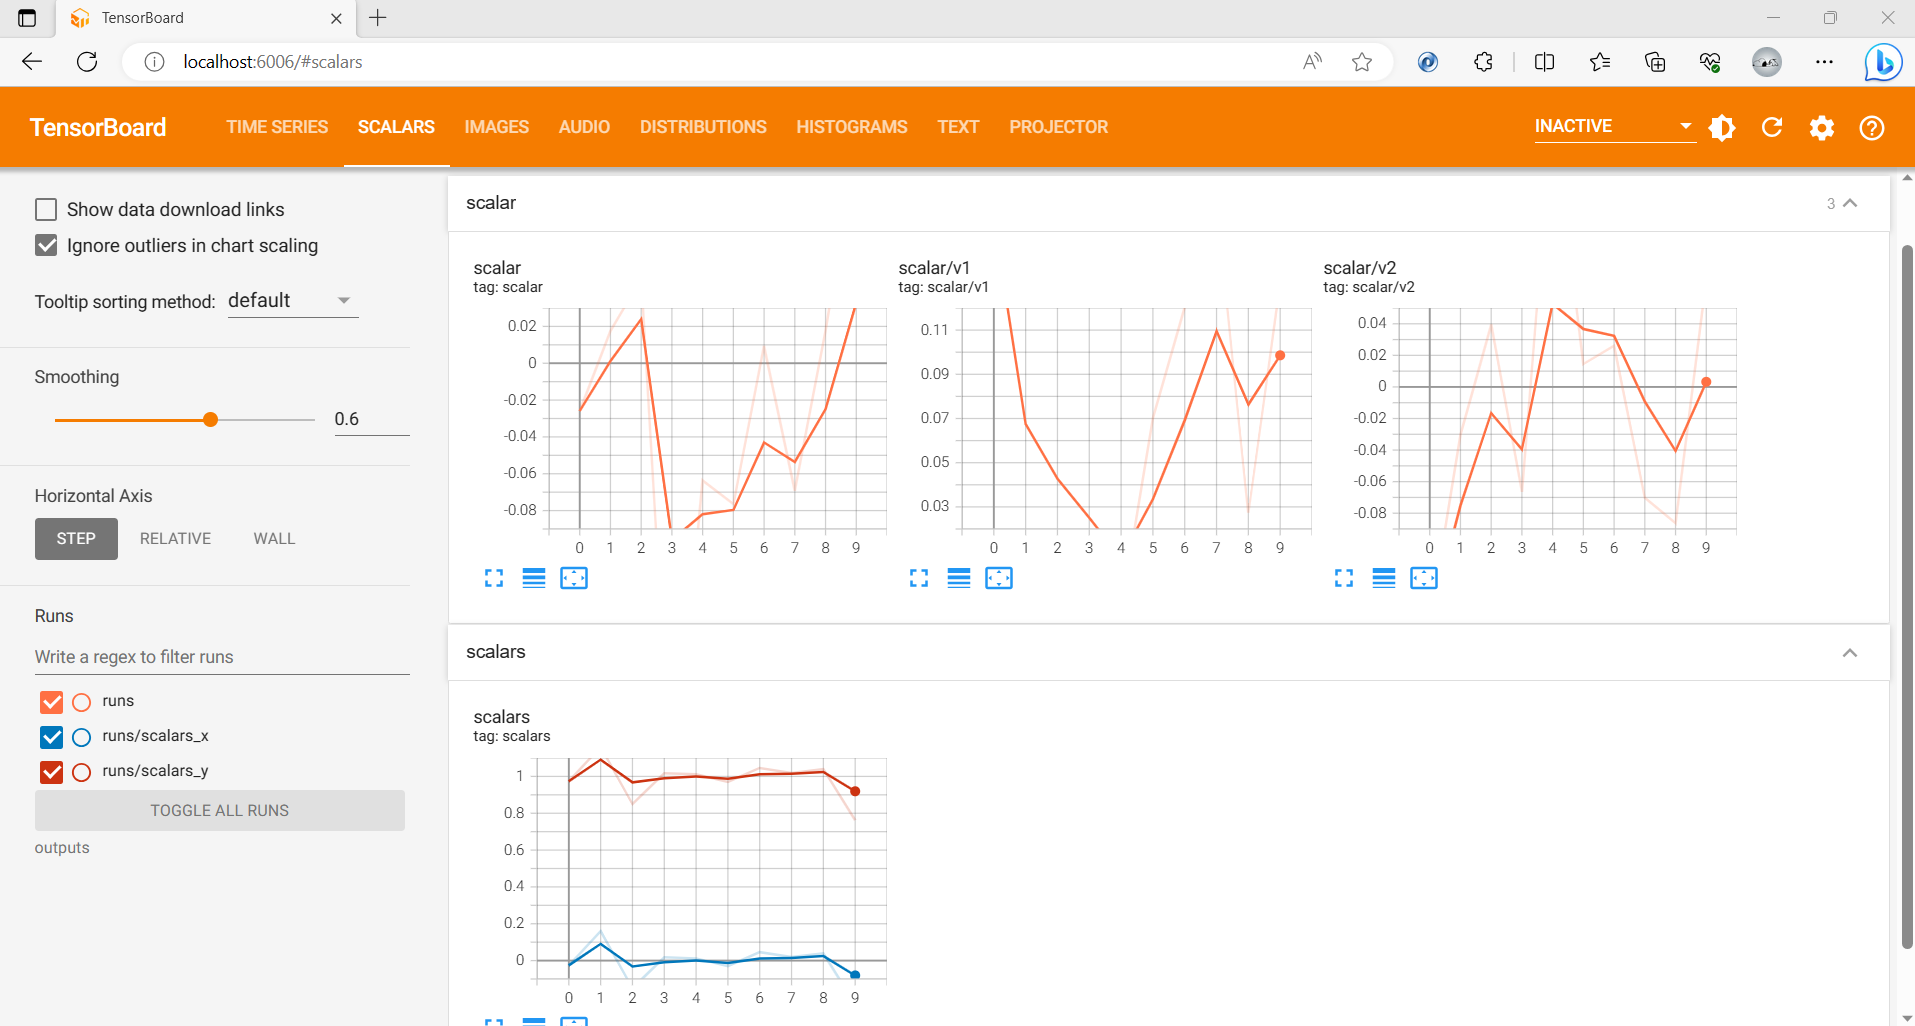 TensorBoard
localhost:6006/#scalars
TensorBoard
TIME SERIES SCALARS IMAGES AUDIO DISTRIBUTIONS HISTOGRAMS TEXT PROJECTOR INACTIVE
Show data download links
Ignore outliers in chart scaling
Tooltip sorting method: default
Smoothing
0.6
Horizontal Axis
STEP RELATIVE WALL
Runs
Write a regex to filter runs
runs
runs/scalars_x
runs/scalars_y
TOGGLE ALL RUNS
outputs
scalar 3
scalar
tag: scalar
0.02
0
-0.02
-0.04
-0.06
-0.08
0 1 2 3 4 5 6 7 8 9
scalar/v1
tag: scalar/v1
0.11
0.09
0.07
0.05
0.03
0 1 2 3 4 5 6 7 8 9
scalar/v2
tag: scalar/v2
0.04
0.02
0
-0.02
-0.04
-0.06
-0.08
0 1 2 3 4 5 6 7 8 9
scalars
scalars
tag: scalars
1
0.8
0.6
0.4
0.2
0
0 1 2 3 4 5 6 7 8 9